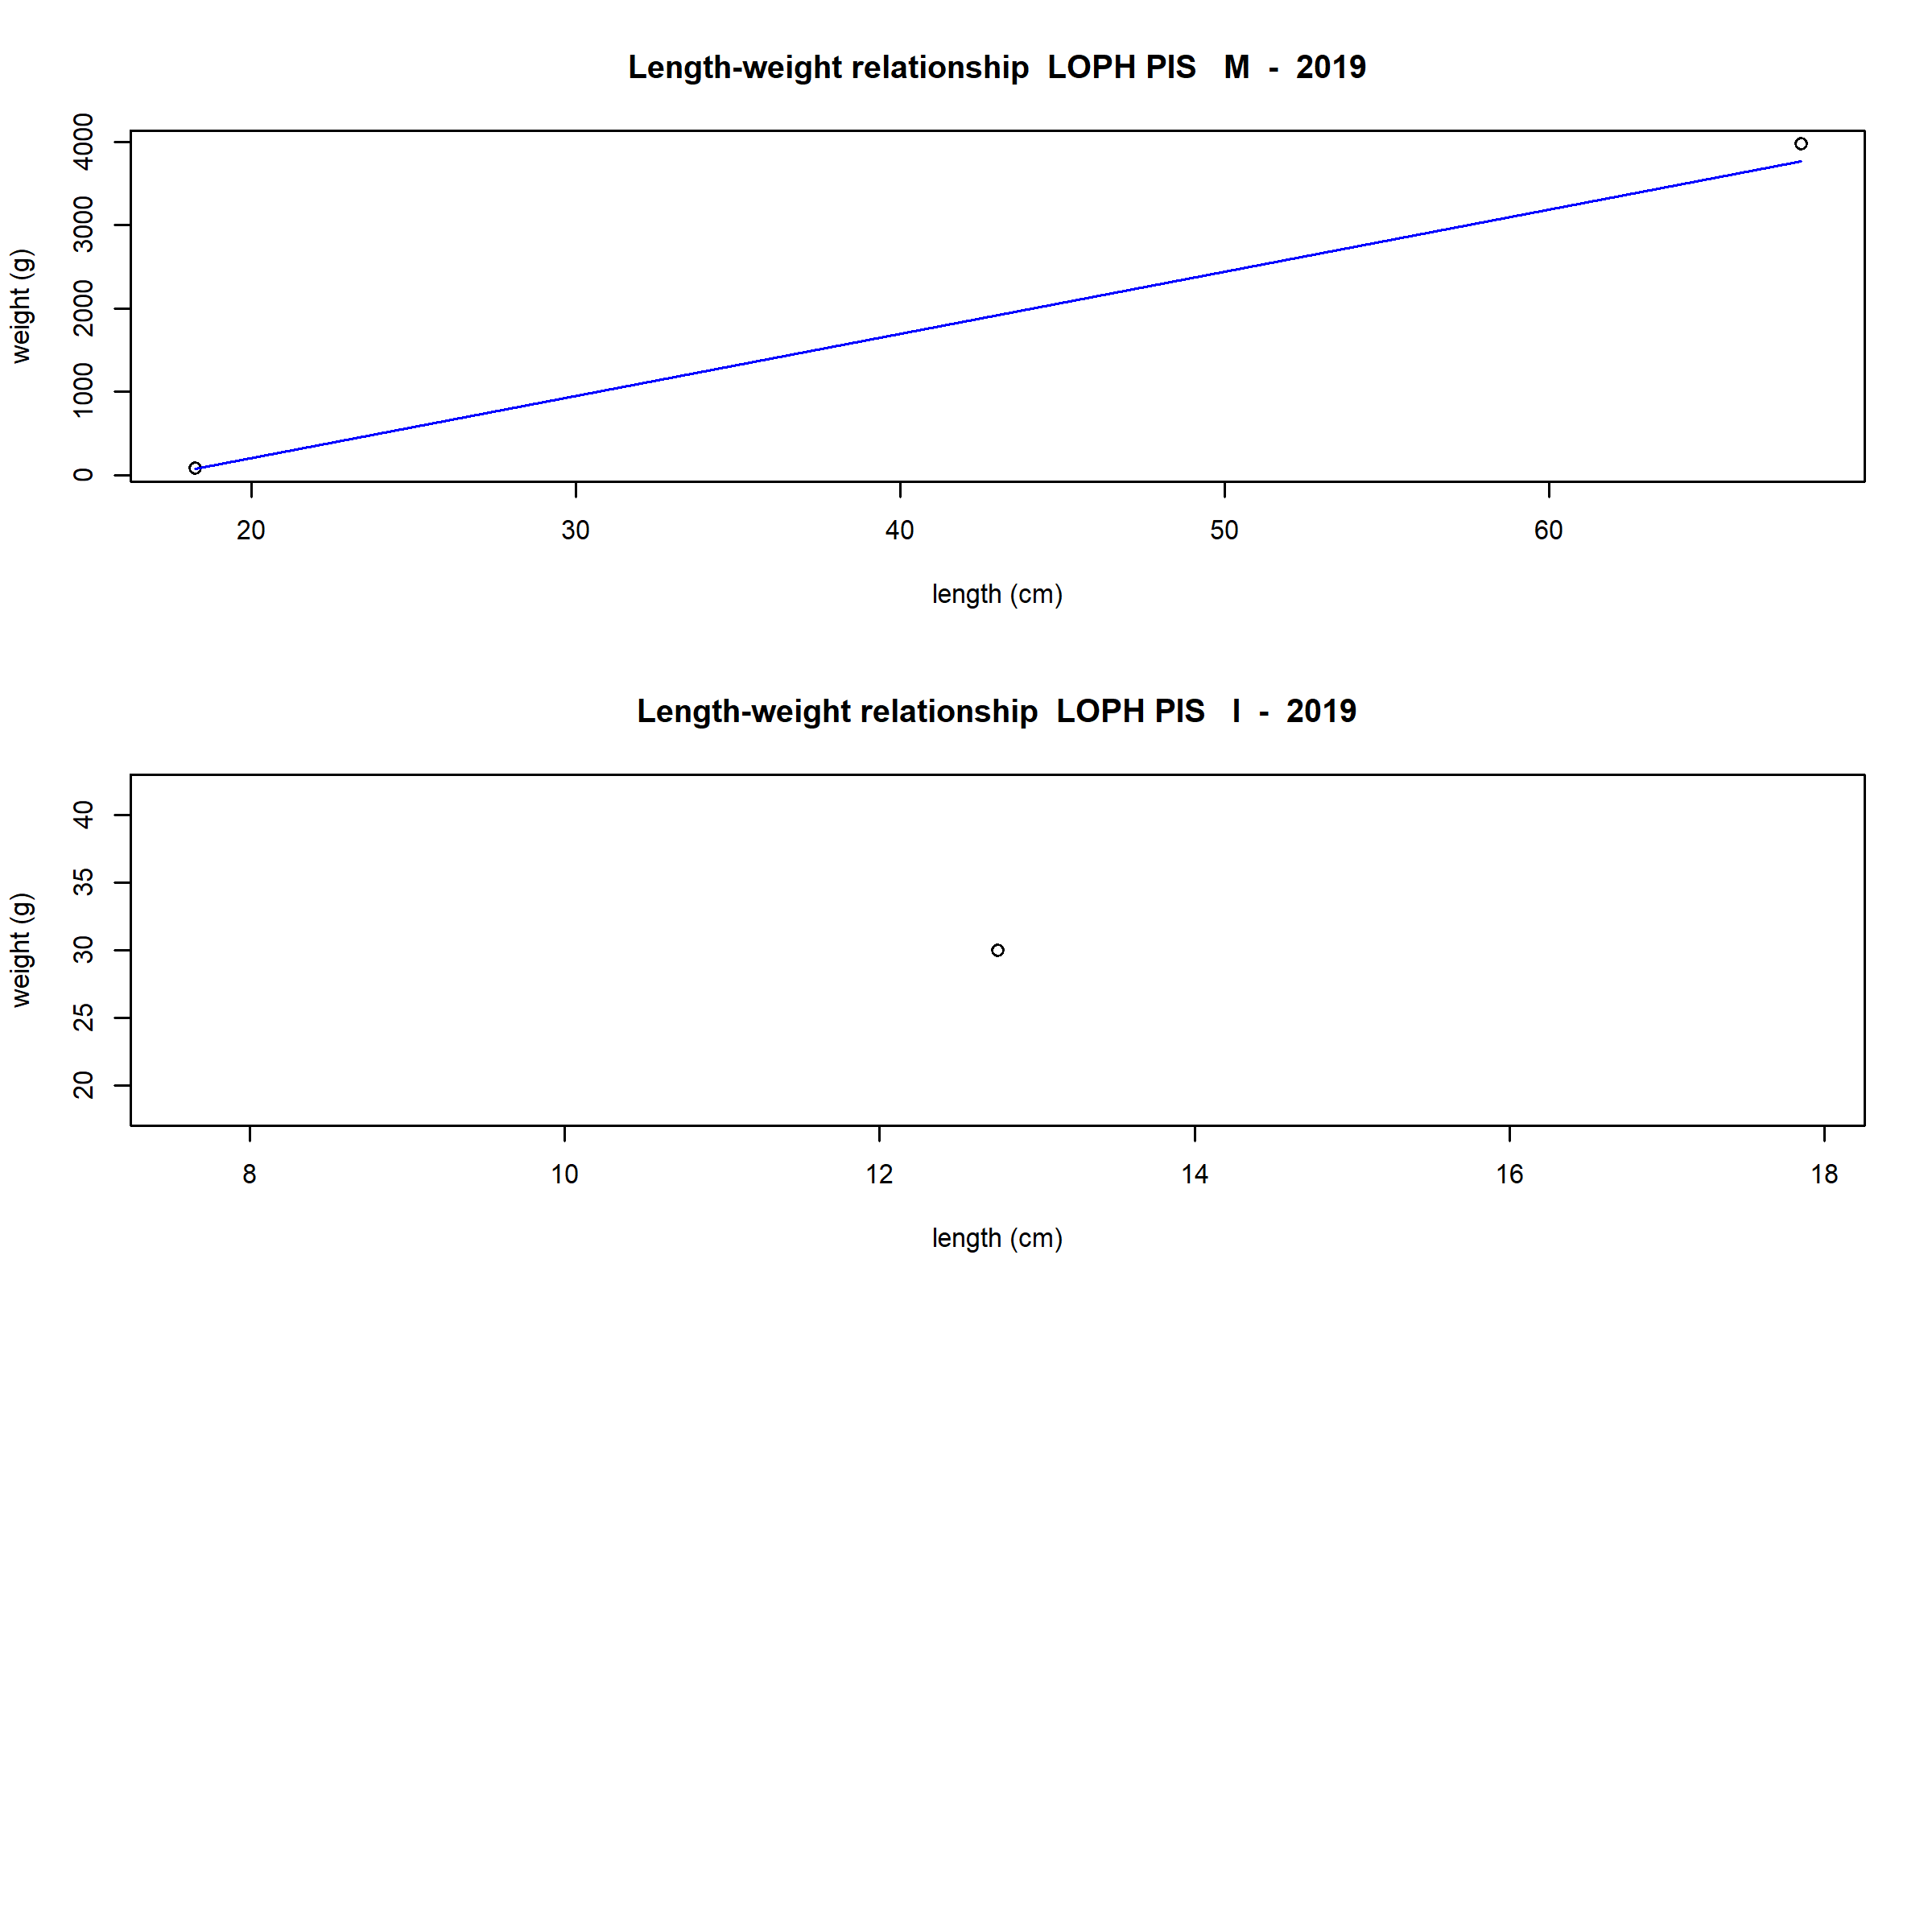 Length-weight relationship LOPH PIS M - 2019
weight (g)
4000
3000
2000
1000
0
20 30 40 50 60
length (cm)
Length-weight relationship LOPH PIS I - 2019
weight (g)
40
35
30
25
20
8 10 12 14 16 18
length (cm)